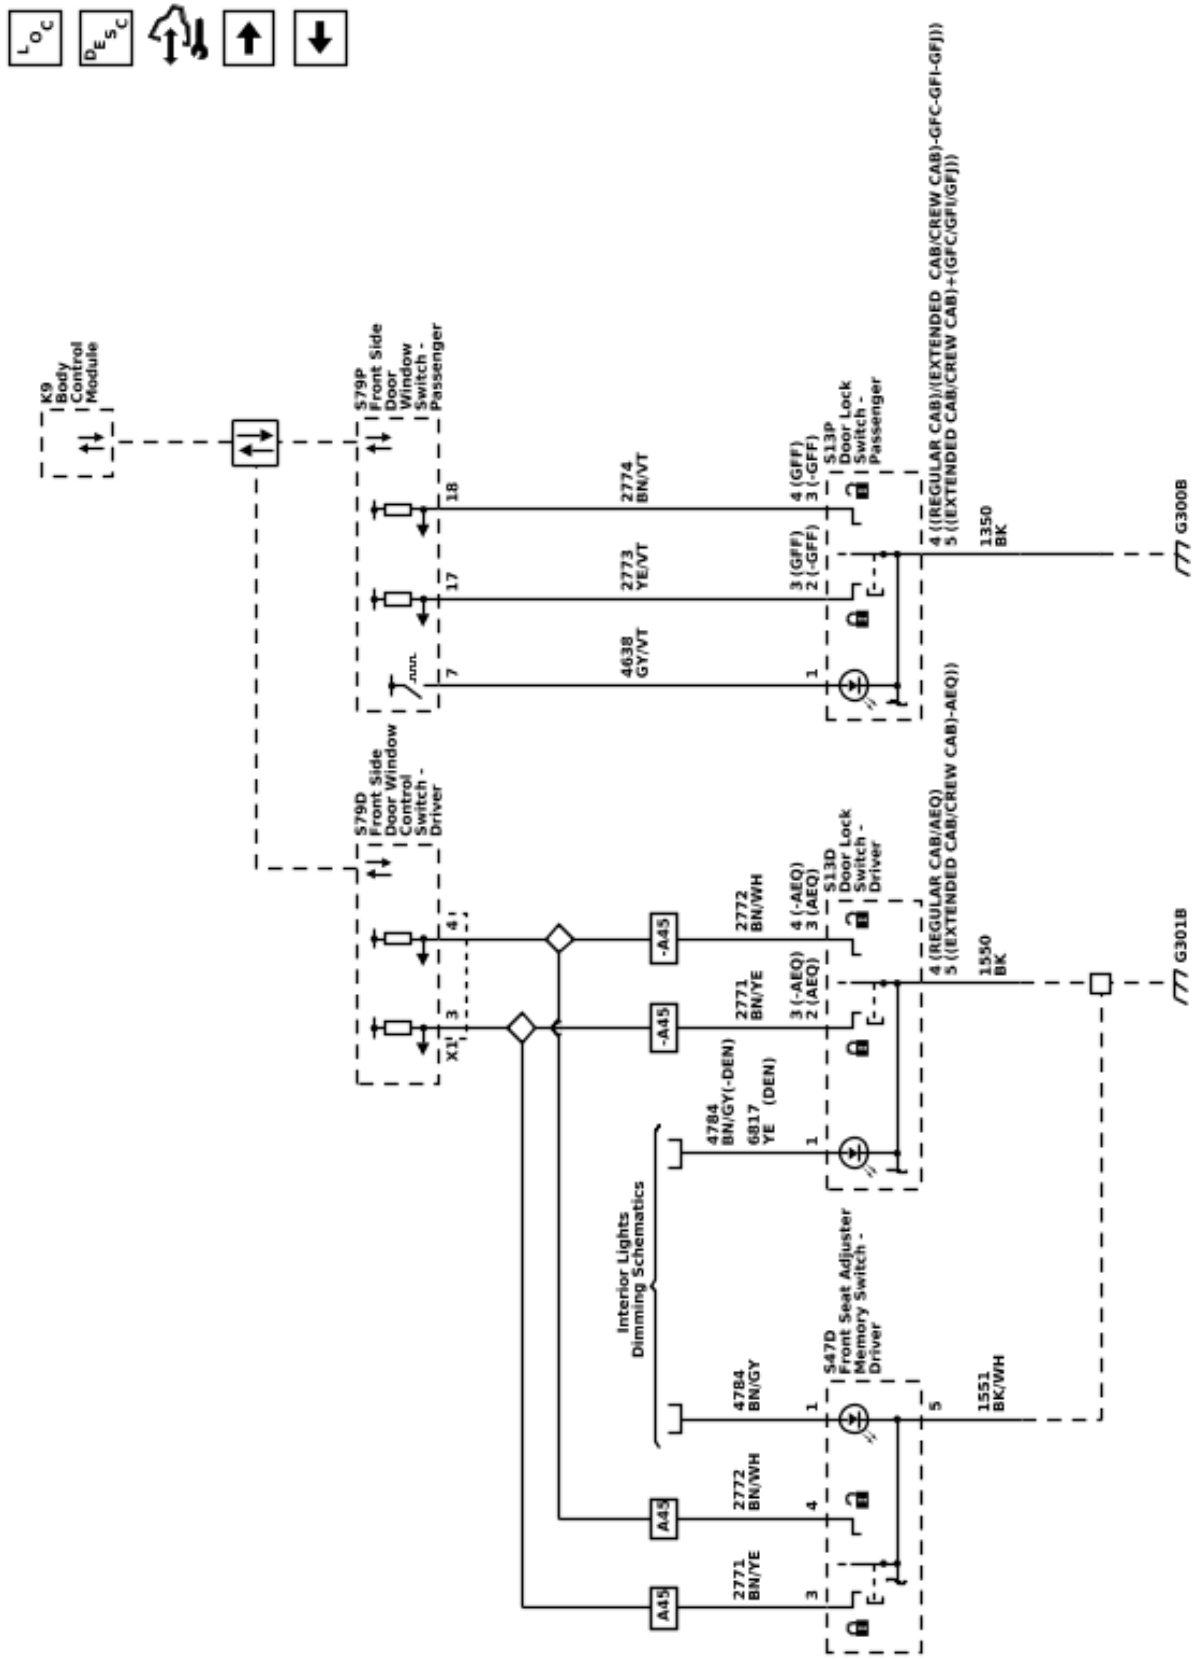 LOC
DESC
K9
Body
Control
Module
S79D
Front Side
Door Window
Control
Switch -
Driver
S79P
Front Side
Door
Window
Switch -
Passenger
X1
3
4
7
17
18
Interior Lights
Dimming Schematics
A45
A45
-A45
-A45
2771
BN/YE
2772
BN/WH
4784
BN/GY
4784
BN/GY(-DEN)
6817
YE (DEN)
2771
BN/YE
2772
BN/WH
4638
GY/VT
2773
YE/VT
2774
BN/VT
3
4
1
1
3 (-AEQ)
2 (AEQ)
4 (-AEQ)
3 (AEQ)
1
3 (GFF)
2 (-GFF)
4 (GFF)
3 (-GFF)
S47D
Front Seat Adjuster
Memory Switch -
Driver
S13D
Door Lock
Switch -
Driver
S13P
Door Lock
Switch -
Passenger
5
4 (REGULAR CAB/AEQ)
5 ((EXTENDED CAB/CREW CAB)-AEQ))
4 ((REGULAR CAB)/(EXTENDED CAB/CREW CAB)-GFC-GFI-GFJ))
5 ((EXTENDED CAB/CREW CAB)+(GFC/GFI/GFJ))
1551
BK/WH
1550
BK
1350
BK
G301B
G300B